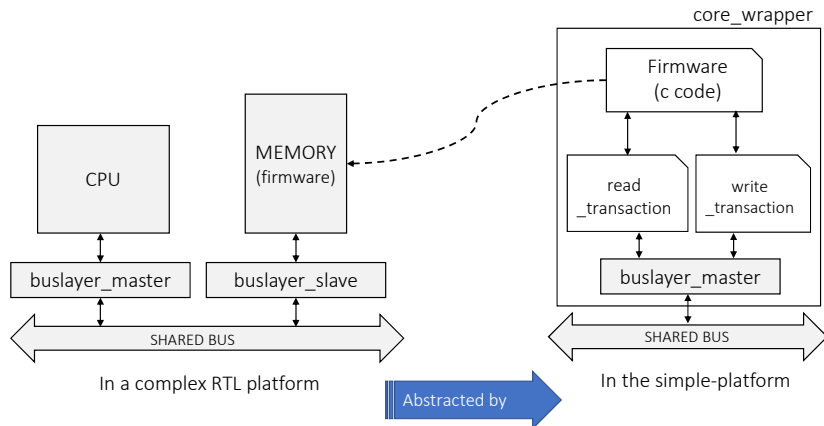 core_wrapper
Firmware
(c code)
MEMORY
(firmware)
CPU
read
_transaction
write
_transaction
buslayer_master
buslayer_slave
buslayer_master
SHARED BUS
SHARED BUS
In a complex RTL platform
In the simple-platform
Abstracted by